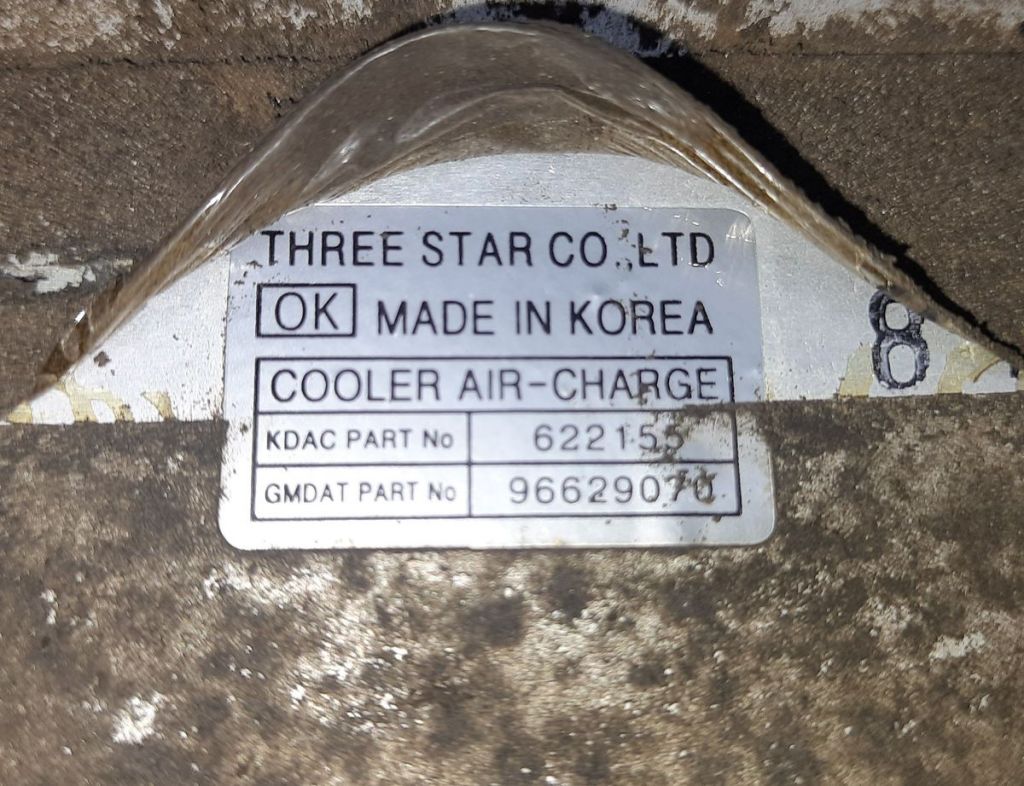 THREE STAR CO.,LTD
OK MADE IN KOREA
8
COOLER AIR-CHARGE
KDAC PART No 622155
GMDAT PART No 96629070